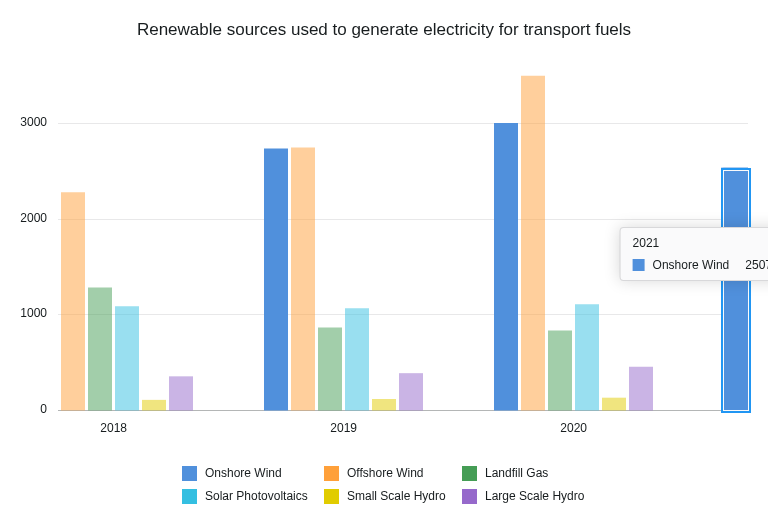 Renewable sources used to generate electricity for transport fuels
3000
2000
1000
0
2021
Onshore Wind 2507
2018
2019
2020
Onshore Wind
Offshore Wind
Landfill Gas
Solar Photovoltaics
Small Scale Hydro
Large Scale Hydro